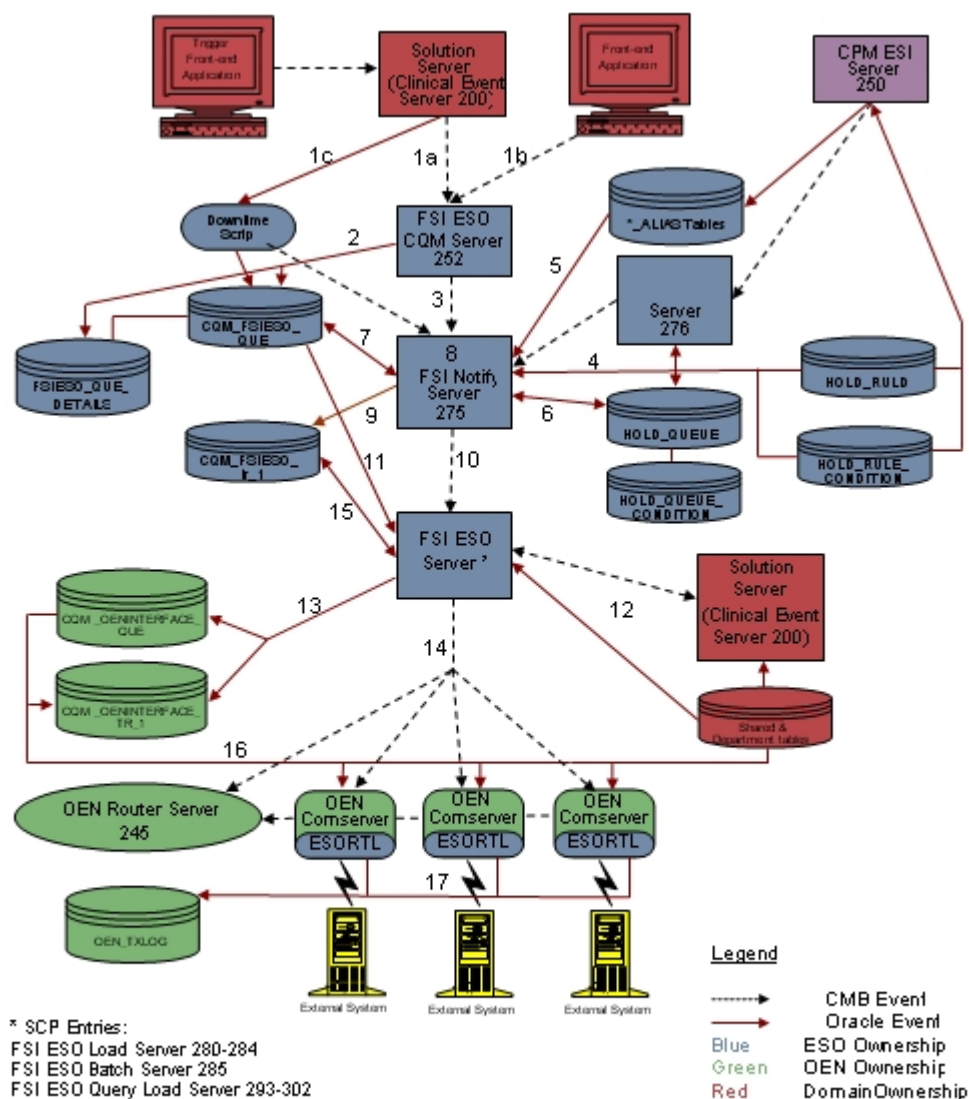 Trigger
Front-end
Application
Solution
Server
(Clinical Event
Server 200)
Front-end
Application
CPM ESI
Server
250
1c
1a
1b
Downtime
Scrip
2
FSI ESO
CQM Server
252
*_ALIAS Tables
5
3
Server
276
CQM_FSIESO_
QUE
7
8
FSI Notify
Server
275
4
FSIESO_QUE_
DETAILS
HOLD_RULD
9
6
HOLD_QUEUE
CQM_FSIESO_
11
10
HOLD_RULE_
CONDITION
HOLD_QUEUE_
CONDITION
15
FSI ESO
Server
Solution
Server
(Clinical Event
Server 200)
13
12
CQM_OENINTERFACE_
QUE
14
CQM_OENINTERFACE_
TR_1
Shared &
Department tables
16
OEN Router Server
245
OEN
Comserver
ESORTL
OEN
Comserver
ESORTL
OEN
Comserver
ESORTL
17
OEN_TXLOG
External System
External System
External System
Legend
CMB Event
Oracle Event
Blue ESO Ownership
Green OEN Ownership
Red Domain Ownership
* SCP Entries:
FSI ESO Load Server 280-284
FSI ESO Batch Server 285
FSI ESO Query Load Server 293-302